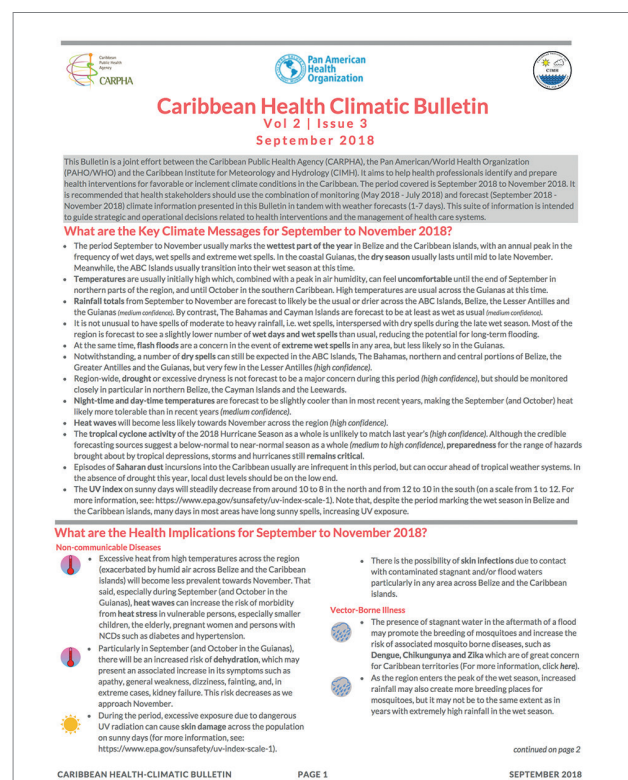 Caribbean
Public Health
Agency
CARPHA
Pan American
Health
Organization
CIMH
Caribbean Health Climatic Bulletin
Vol 2 | Issue 3
September 2018
This Bulletin is a joint effort between the Caribbean Public Health Agency (CARPHA), the Pan American/World Health Organization
(PAHO/WHO) and the Caribbean Institute for Meteorology and Hydrology (CIMH). It aims to help health professionals identify and prepare
health interventions for favorable or inclement climate conditions in the Caribbean. The period covered is September 2018 to November 2018. It
is recommended that health stakeholders should use the combination of monitoring (May 2018 - July 2018) and forecast (September 2018 -
November 2018) climate information presented in this Bulletin in tandem with weather forecasts (1-7 days). This suite of information is intended
to guide strategic and operational decisions related to health interventions and the management of health care systems.
What are the Key Climate Messages for September to November 2018?
• The period September to November usually marks the wettest part of the year in Belize and the Caribbean islands, with an annual peak in the
frequency of wet days, wet spells and extreme wet spells. In the coastal Guianas, the dry season usually lasts until mid to late November.
Meanwhile, the ABC Islands usually transition into their wet season at this time.
• Temperatures are usually initially high which, combined with a peak in air humidity, can feel uncomfortable until the end of September in
northern parts of the region, and until October in the southern Caribbean. High temperatures are usual across the Guianas at this time.
• Rainfall totals from September to November are forecast to likely be the usual or drier across the ABC Islands, Belize, the Lesser Antilles and
the Guianas (medium confidence). By contrast, The Bahamas and Cayman Islands are forecast to be at least as wet as usual (medium confidence).
• It is not unusual to have spells of moderate to heavy rainfall, i.e. wet spells, interspersed with dry spells during the late wet season. Most of the
region is forecast to see a slightly lower number of wet days and wet spells than usual, reducing the potential for long-term flooding.
• At the same time, flash floods are a concern in the event of extreme wet spells in any area, but less likely so in the Guianas.
• Notwithstanding, a number of dry spells can still be expected in the ABC Islands, The Bahamas, northern and central portions of Belize, the
Greater Antilles and the Guianas, but very few in the Lesser Antilles (high confidence).
• Region-wide, drought or excessive dryness is not forecast to be a major concern during this period (high confidence), but should be monitored
closely in particular in northern Belize, the Cayman Islands and the Leewards.
• Night-time and day-time temperatures are forecast to be slightly cooler than in most recent years, making the September (and October) heat
likely more tolerable than in recent years (medium confidence).
• Heat waves will become less likely towards November across the region (high confidence).
• The tropical cyclone activity of the 2018 Hurricane Season as a whole is unlikely to match last year's (high confidence). Although the credible
forecasting sources suggest a below-normal to near-normal season as a whole (medium to high confidence), preparedness for the range of hazards
brought about by tropical depressions, storms and hurricanes still remains critical.
• Episodes of Saharan dust incursions into the Caribbean usually are infrequent in this period, but can occur ahead of tropical weather systems. In
the absence of drought this year, local dust levels should be on the low end.
• The UV index on sunny days will steadily decrease from around 10 to 8 in the north and from 12 to 10 in the south (on a scale from 1 to 12. For
more information, see: https://www.epa.gov/sunsafety/uv-index-scale-1). Note that, despite the period marking the wet season in Belize and
the Caribbean islands, many days in most areas have long sunny spells, increasing UV exposure.
What are the Health Implications for September to November 2018?
Non-communicable Diseases
• Excessive heat from high temperatures across the region
(exacerbated by humid air across Belize and the Caribbean
islands) will become less prevalent towards November. That
said, especially during September (and October in the
Guianas), heat waves can increase the risk of morbidity
from heat stress in vulnerable persons, especially smaller
children, the elderly, pregnant women and persons with
NCDs such as diabetes and hypertension.
• Particularly in September (and October in the Guianas),
there will be an increased risk of dehydration, which may
present an associated increase in its symptoms such as
apathy, general weakness, dizziness, fainting, and, in
extreme cases, kidney failure. This risk decreases as we
approach November.
• During the period, excessive exposure due to dangerous
UV radiation can cause skin damage across the population
on sunny days (for more information, see:
https://www.epa.gov/sunsafety/uv-index-scale-1).
• There is the possibility of skin infections due to contact
with contaminated stagnant and/or flood waters
particularly in any area across Belize and the Caribbean
islands.
Vector-Borne Illness
• The presence of stagnant water in the aftermath of a flood
may promote the breeding of mosquitoes and increase the
risk of associated mosquito borne diseases, such as
Dengue, Chikungunya and Zika which are of great concern
for Caribbean territories (For more information, click here).
• As the region enters the peak of the wet season, increased
rainfall may also create more breeding places for
mosquitoes, but it may not be to the same extent as in
years with extremely high rainfall in the wet season.
continued on page 2
CARIBBEAN HEALTH-CLIMATIC BULLETIN
PAGE 1
SEPTEMBER 2018